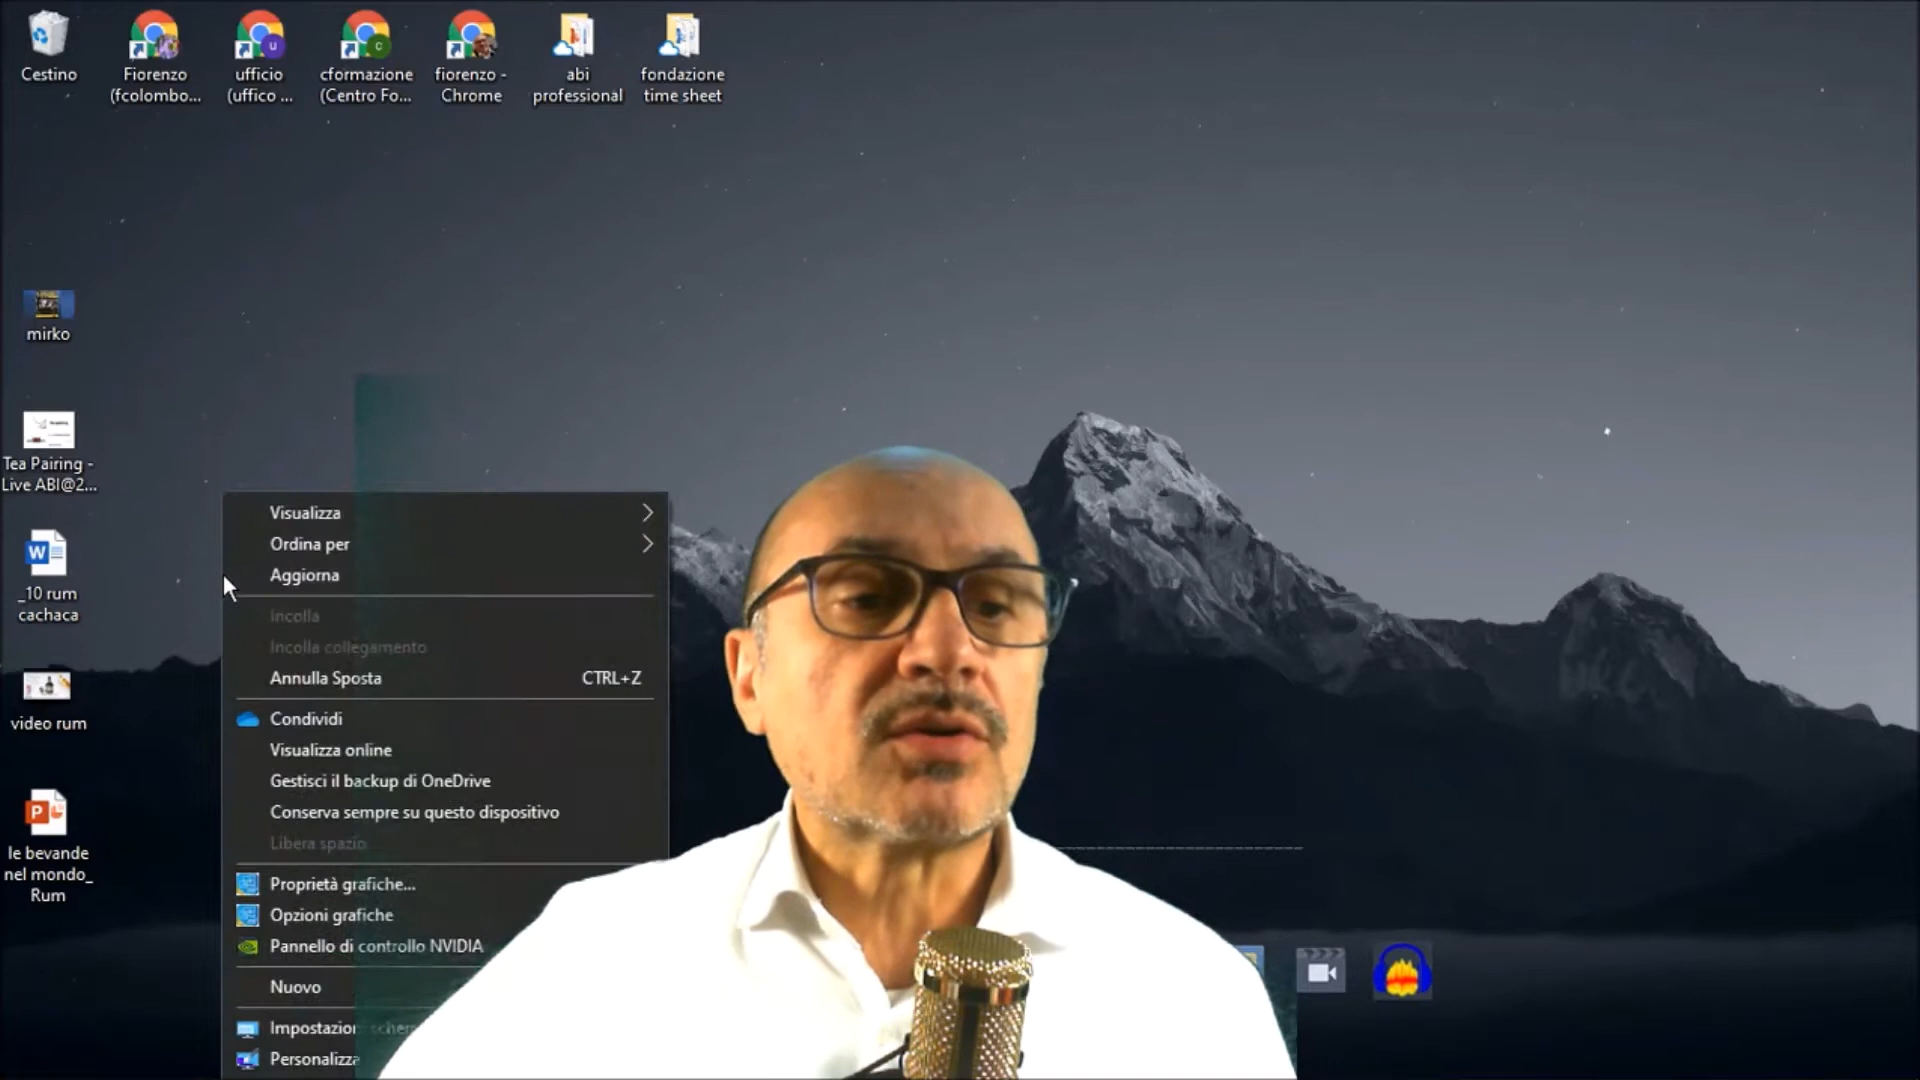 Cestino
Fiorenzo
(fcolombo...
ufficio
(uffico ...
cformazione
(Centro Fo...
fiorenzo -
Chrome
abi
professional
fondazione
time sheet
mirko
Tea Pairing -
Live ABI@2...
_10 rum
cachaca
video rum
le bevande
nel mondo_
Rum
Visualizza
Ordina per
Aggiorna
Incolla
Incolla collegamento
Annulla Sposta CTRL+Z
Condividi
Visualizza online
Gestisci il backup di OneDrive
Conserva sempre su questo dispositivo
Libera spazio
Proprietà grafiche...
Opzioni grafiche
Pannello di controllo NVIDIA
Nuovo
Impostazion scher
Personalizza